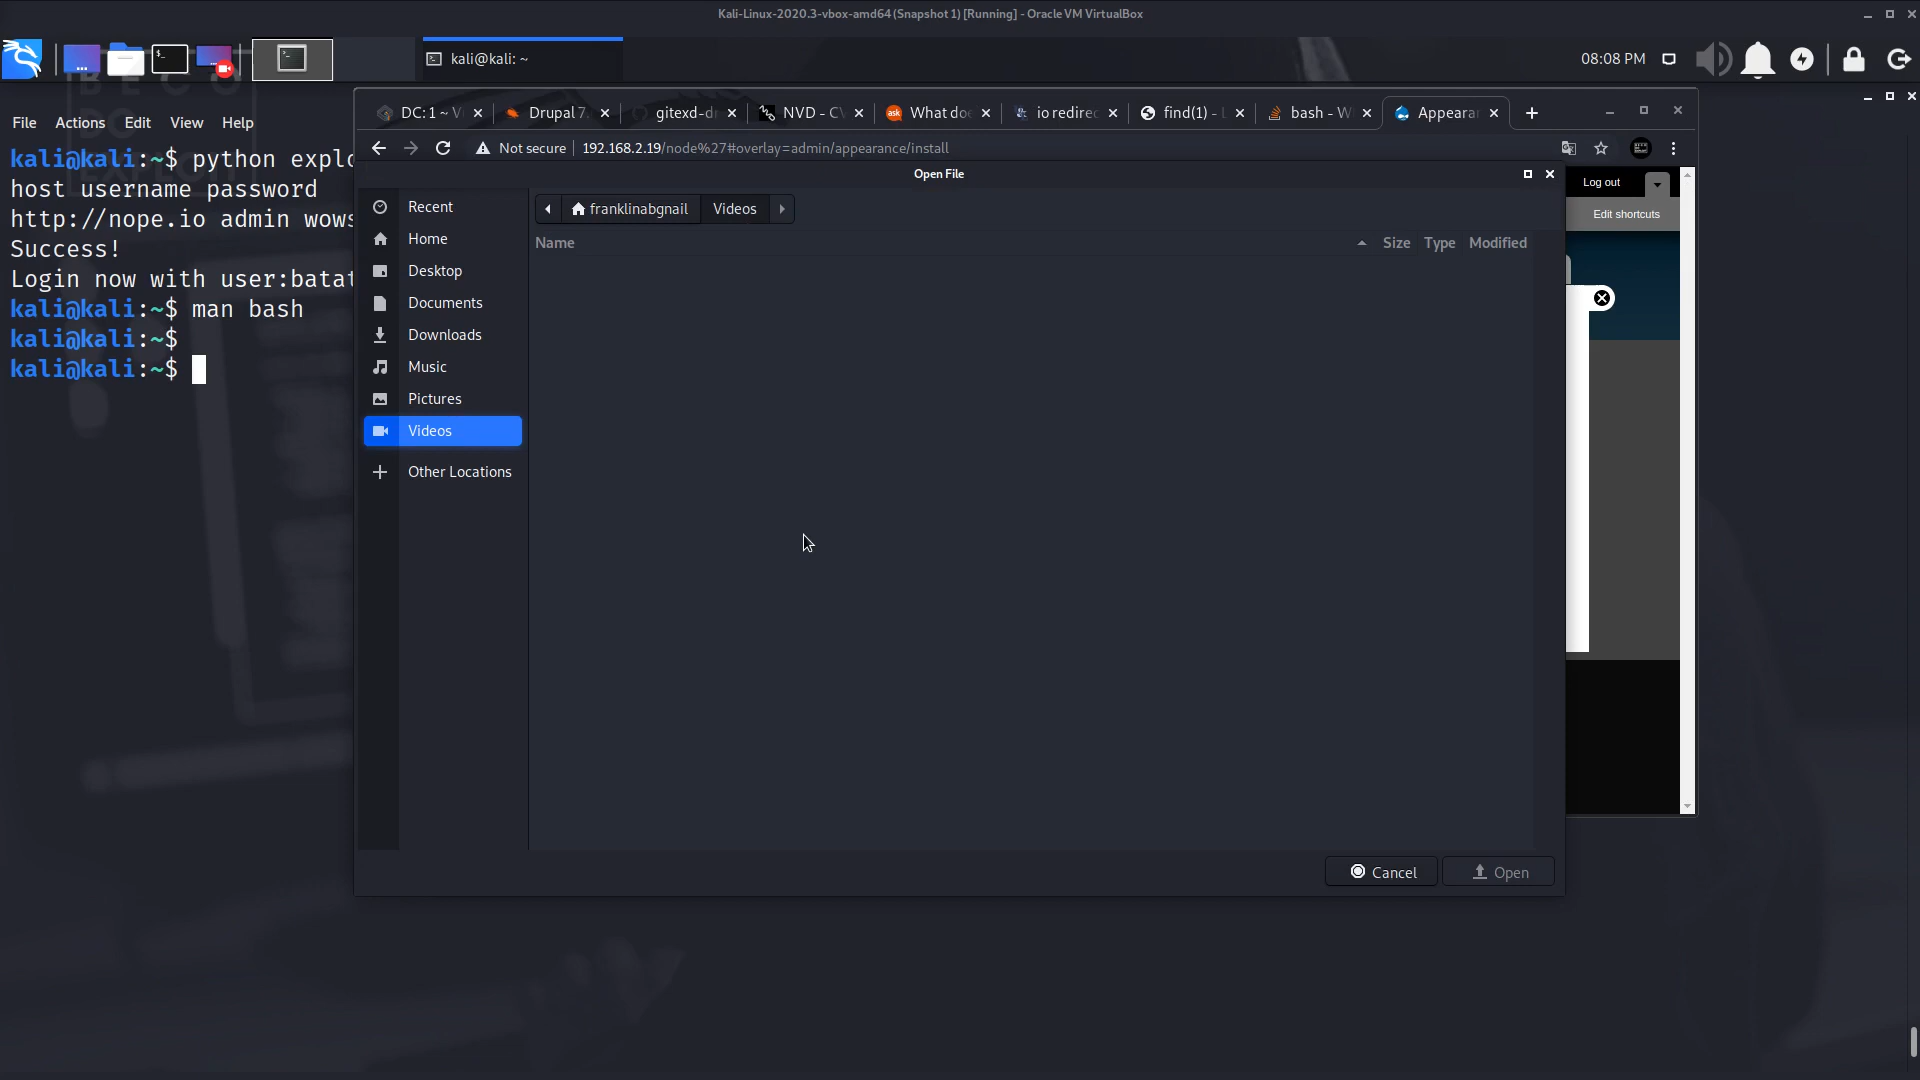 Kali-Linux-2020.3-vbox-amd64 (Snapshot 1) [Running] - Oracle VM VirtualBox
kali@kali: ~
08:08 PM
File Actions Edit View Help
kali@kali:~$ python explo
host username password
http://nope.io admin wows
Success!
Login now with user:batat
kali@kali:~$ man bash
kali@kali:~$
kali@kali:~$
DC: 1 ~ V
Drupal 7.
gitexd-dr
NVD - CV
What doe
io redirec
find(1) - L
bash - W
Appearan
Not secure
192.168.2.19/node%27#overlay=admin/appearance/install
Open File
Log out
Edit shortcuts
Recent
Home
Desktop
Documents
Downloads
Music
Pictures
Videos
Other Locations
franklinabgnail
Videos
Name
Size
Type
Modified
Cancel
Open